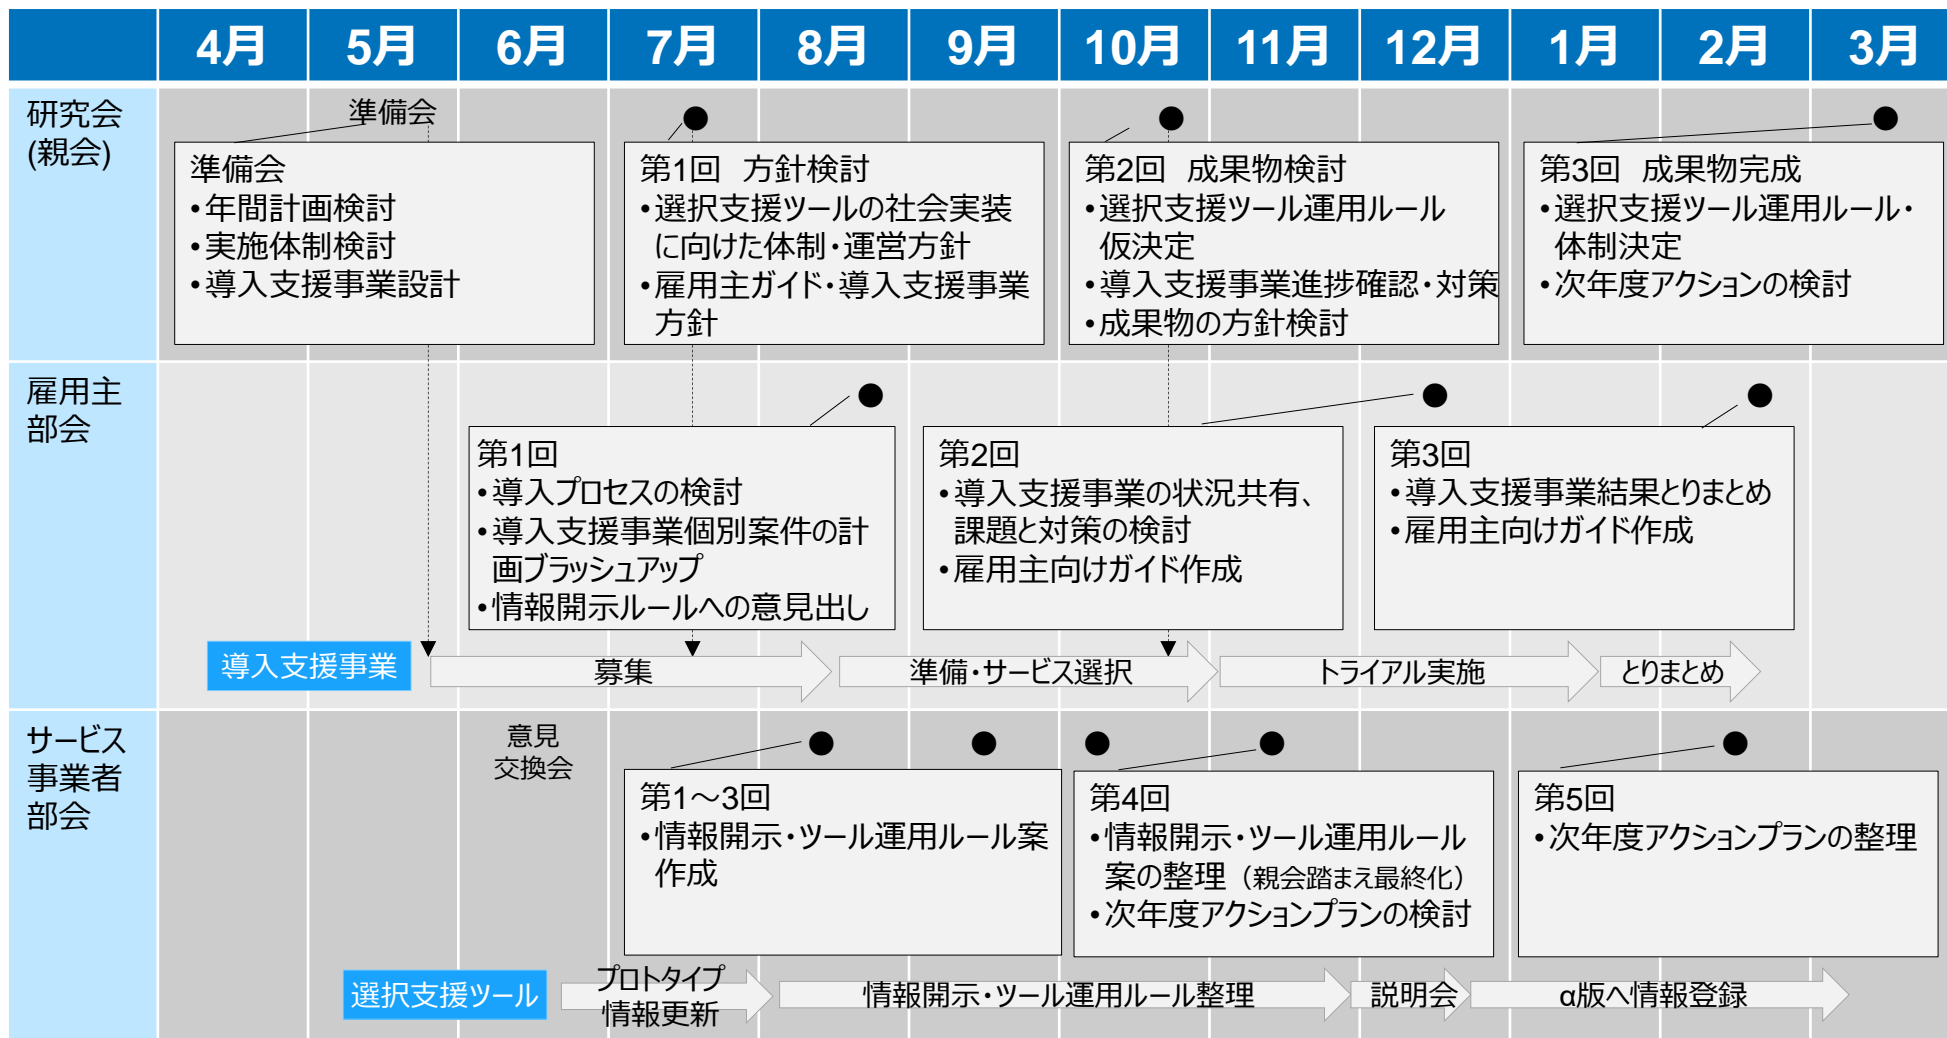 4月 5月 6月 7月 8月 9月 10月 11月 12月 1月 2月 3月
研究会
(親会)
準備会
準備会
•年間計画検討
•実施体制検討
•導入支援事業設計
第1回　方針検討
•選択支援ツールの社会実装
に向けた体制・運営方針
•雇用主ガイド・導入支援事業
方針
第2回　成果物検討
•選択支援ツール運用ルール
仮決定
•導入支援事業進捗確認・対策
•成果物の方針検討
第3回　成果物完成
•選択支援ツール運用ルール・
体制決定
•次年度アクションの検討
雇用主
部会
第1回
•導入プロセスの検討
•導入支援事業個別案件の計
画ブラッシュアップ
•情報開示ルールへの意見出し
第2回
•導入支援事業の状況共有、
課題と対策の検討
•雇用主向けガイド作成
第3回
•導入支援事業結果とりまとめ
•雇用主向けガイド作成
導入支援事業
募集
準備・サービス選択
トライアル実施
とりまとめ
サービス
事業者
部会
意見
交換会
第1～3回
•情報開示・ツール運用ルール案
作成
第4回
•情報開示・ツール運用ルール
案の整理（親会踏まえ最終化）
•次年度アクションプランの検討
第5回
•次年度アクションプランの整理
選択支援ツール
プロトタイプ
情報更新
情報開示・ツール運用ルール整理
説明会
α版へ情報登録